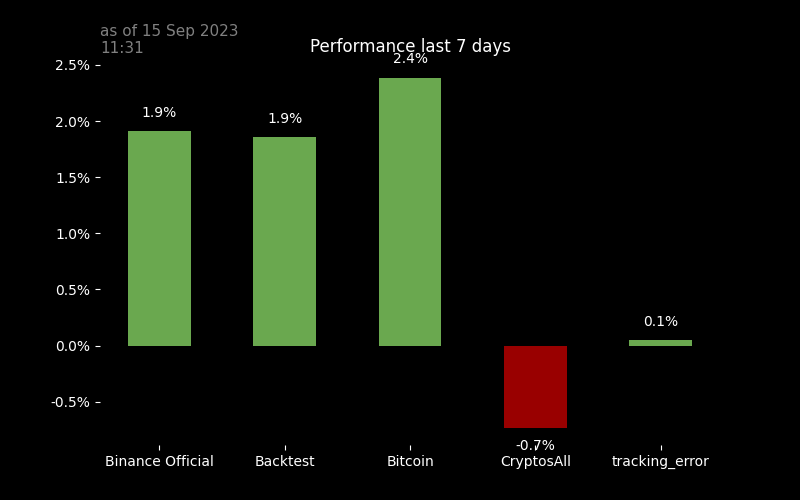 as of 15 Sep 2023
11:31
Performance last 7 days
2.5%
2.0%
1.5%
1.0%
0.5%
0.0%
-0.5%
1.9%
1.9%
2.4%
-0.7%
0.1%
Binance Official
Backtest
Bitcoin
CryptosAll
tracking_error